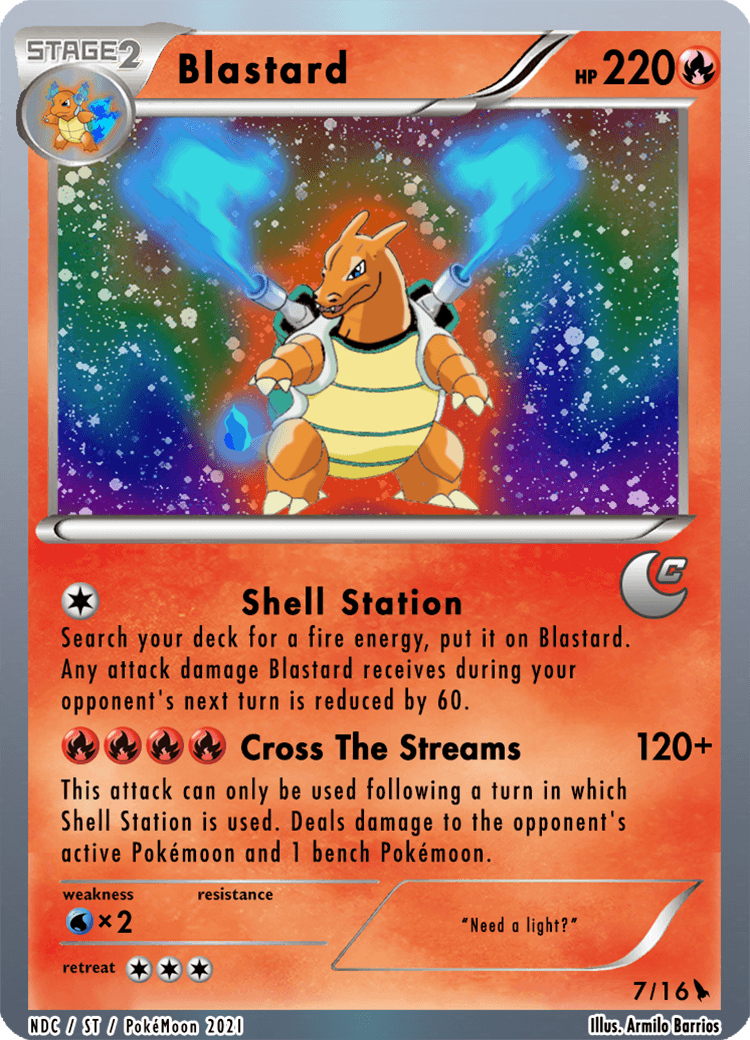 STAGE2
Blastard
HP 220
Shell Station
C
Search your deck for a fire energy, put it on Blastard.
Any attack damage Blastard receives during your
opponent's next turn is reduced by 60.
Cross The Streams 120+
This attack can only be used following a turn in which
Shell Station is used. Deals damage to the opponent's
active Pokémoon and 1 bench Pokémoon.
weakness resistance
×2
"Need a light?"
retreat
7/16
NDC / ST / PokéMoon 2021 Illus. Armilo Barrios